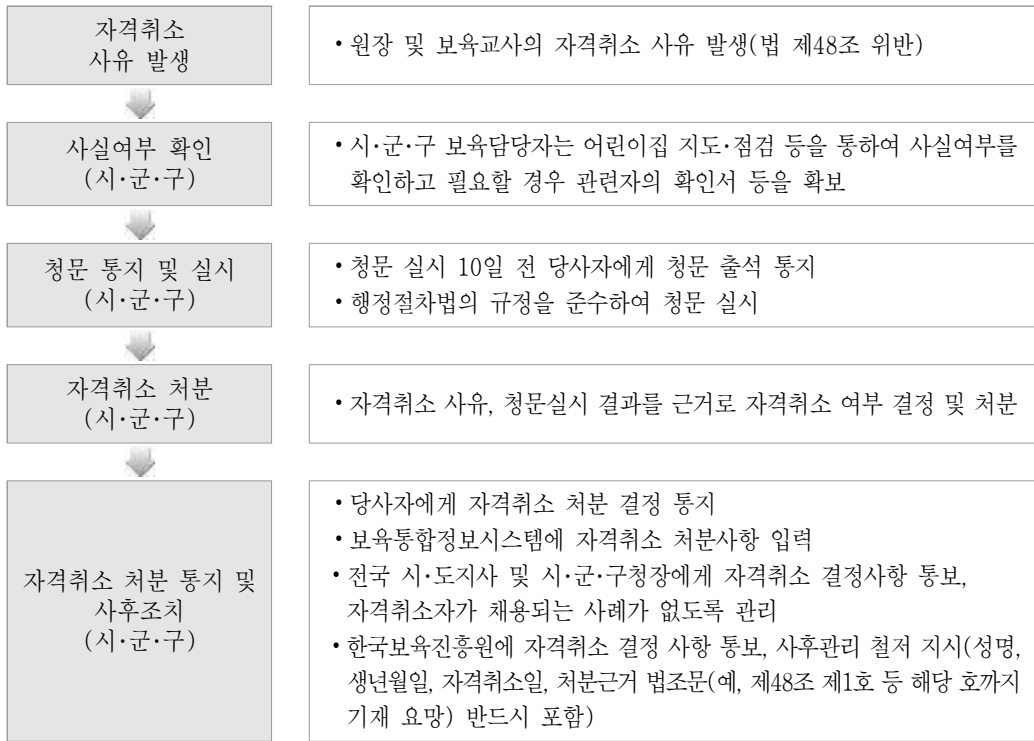 자격취소
사유 발생
• 원장 및 보육교사의 자격취소 사유 발생(법 제48조 위반)
사실여부 확인
(시·군·구)
• 시·군·구 보육담당자는 어린이집 지도·점검 등을 통하여 사실여부를
확인하고 필요할 경우 관련자의 확인서 등을 확보
청문 통지 및 실시
(시·군·구)
• 청문 실시 10일 전 당사자에게 청문 출석 통지
• 행정절차법의 규정을 준수하여 청문 실시
자격취소 처분
(시·군·구)
• 자격취소 사유, 청문실시 결과를 근거로 자격취소 여부 결정 및 처분
자격취소 처분 통지 및
사후조치
(시·군·구)
• 당사자에게 자격취소 처분 결정 통지
• 보육통합정보시스템에 자격취소 처분사항 입력
• 전국 시·도지사 및 시·군·구청장에게 자격취소 결정사항 통보,
자격취소자가 채용되는 사례가 없도록 관리
• 한국보육진흥원에 자격취소 결정 사항 통보, 사후관리 철저 지시(성명,
생년월일, 자격취소일, 처분근거 법조문(예, 제48조 제1호 등 해당 호까지
기재 요망) 반드시 포함)